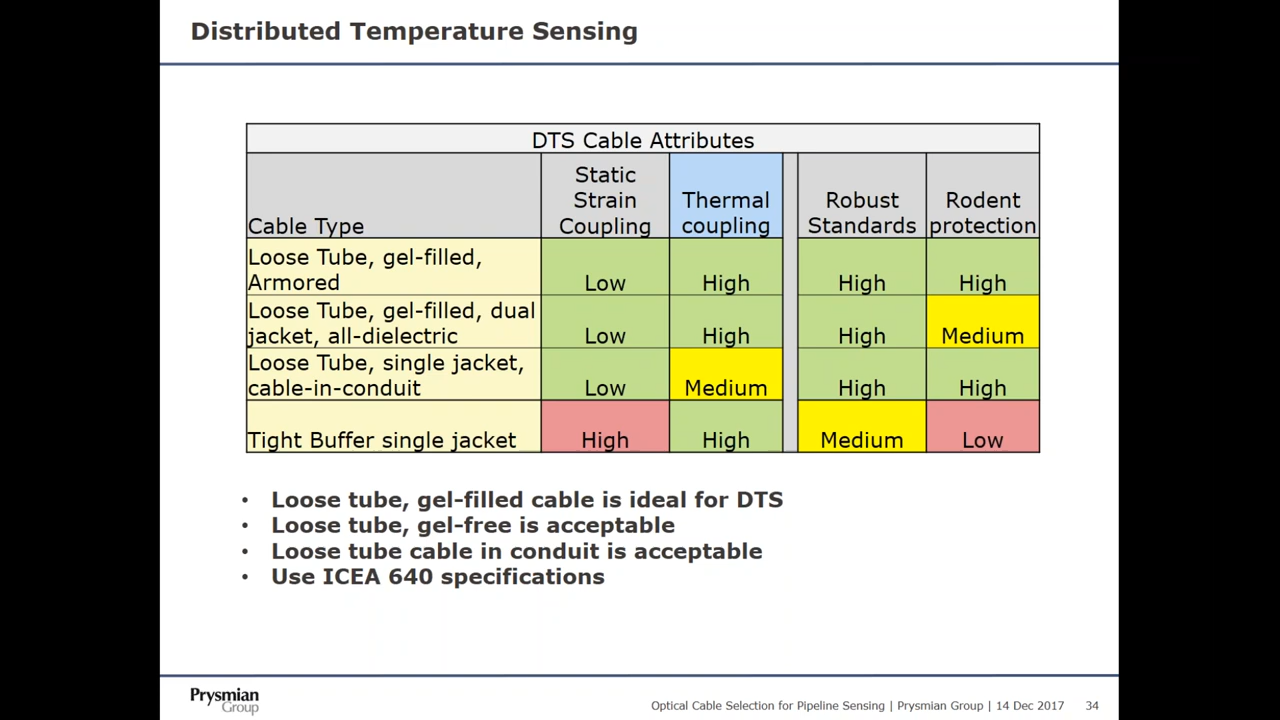 Distributed Temperature Sensing
DTS Cable Attributes
Cable Type
Static
Strain
Coupling
Thermal
coupling
Robust
Standards
Rodent
protection
Loose Tube, gel-filled,
Armored
Low
High
High
High
Loose Tube, gel-filled, dual
jacket, all-dielectric
Low
High
High
Medium
Loose Tube, single jacket,
cable-in-conduit
Low
Medium
High
High
Tight Buffer single jacket
High
High
Medium
Low
• Loose tube, gel-filled cable is ideal for DTS
• Loose tube, gel-free is acceptable
• Loose tube cable in conduit is acceptable
• Use ICEA 640 specifications
Prysmian
Group
Optical Cable Selection for Pipeline Sensing | Prysmian Group | 14 Dec 2017 34